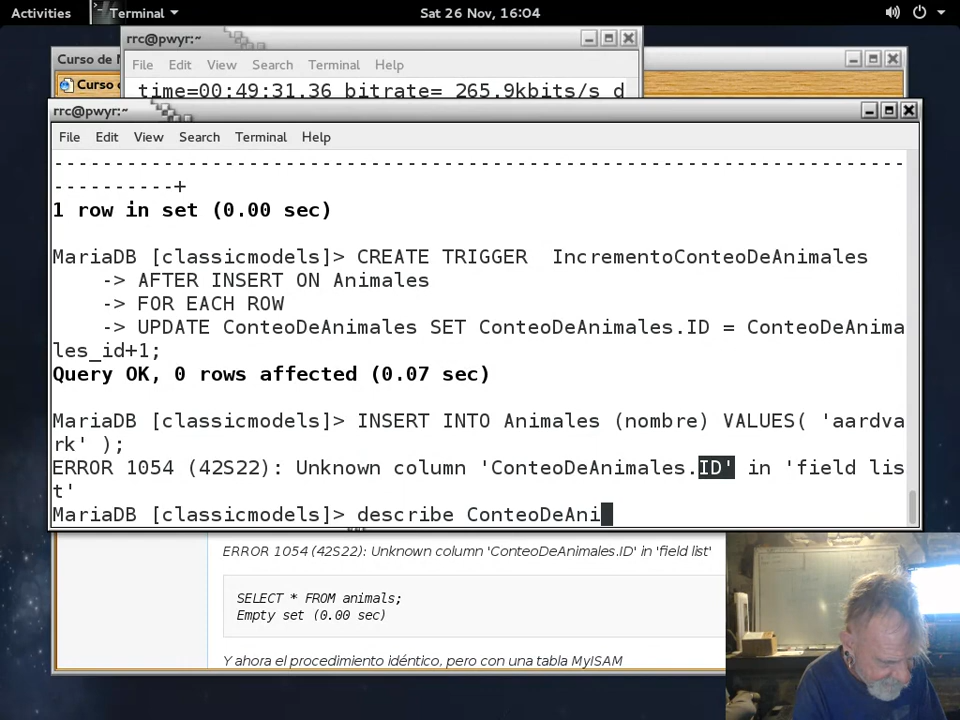 Activities Terminal Sat 26 Nov, 16:04
rrc@pwyr:~
Curso de
File Edit View Search Terminal Help
Curso
time=00:49:31.36 bitrate= 265.9kbits/s d
rrc@pwyr:~
File Edit View Search Terminal Help
--------------------------------------------------------------------------------
----------+
1 row in set (0.00 sec)
MariaDB [classicmodels]> CREATE TRIGGER  IncrementoConteoDeAnimales
    -> AFTER INSERT ON Animales
    -> FOR EACH ROW
    -> UPDATE ConteoDeAnimales SET ConteoDeAnimales.ID = ConteoDeAnima
les_id+1;
Query OK, 0 rows affected (0.07 sec)
MariaDB [classicmodels]> INSERT INTO Animales (nombre) VALUES( 'aardva
rk' );
ERROR 1054 (42S22): Unknown column 'ConteoDeAnimales.ID' in 'field lis
t'
MariaDB [classicmodels]> describe ConteoDeAni
ERROR 1054 (42S22): Unknown column 'ConteoDeAnimales.ID' in 'field list'
SELECT * FROM animals;
Empty set (0.00 sec)
Y ahora el procedimiento idéntico, pero con una tabla MyISAM